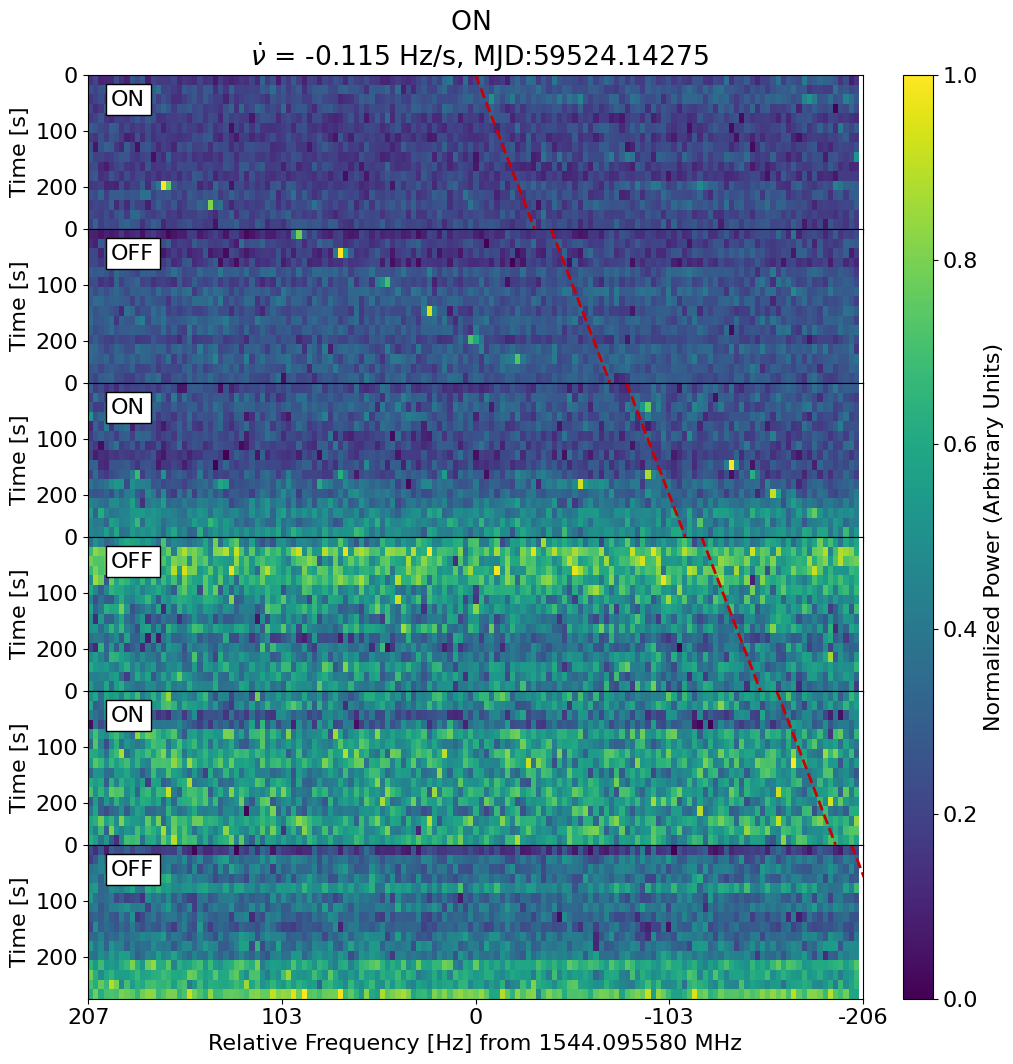 ON
ν̇ = -0.115 Hz/s, MJD:59524.14275
0
ON
Time [s]
100
200
0
OFF
Time [s]
100
200
0
ON
Time [s]
100
200
0
OFF
Time [s]
100
200
0
ON
Time [s]
100
200
0
OFF
Time [s]
100
200
207
103
0
-103
-206
Relative Frequency [Hz] from 1544.095580 MHz
1.0
0.8
0.6
0.4
0.2
0.0
Normalized Power (Arbitrary Units)